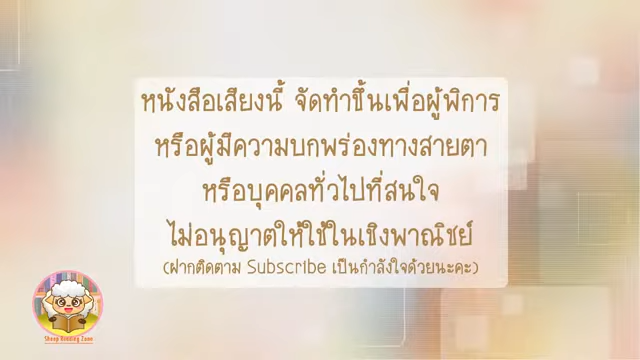 หนังสือเสียงนี้ จัดทำขึ้นเพื่อผู้พิการ
หรือผู้มีความบกพร่องทางสายตา
หรือบุคคลทั่วไปที่สนใจ
ไม่อนุญาตให้ใช้ในเชิงพาณิชย์
(ฝากติดตาม Subscribe เป็นกำลังใจด้วยนะคะ)
Sheep Reading Zone